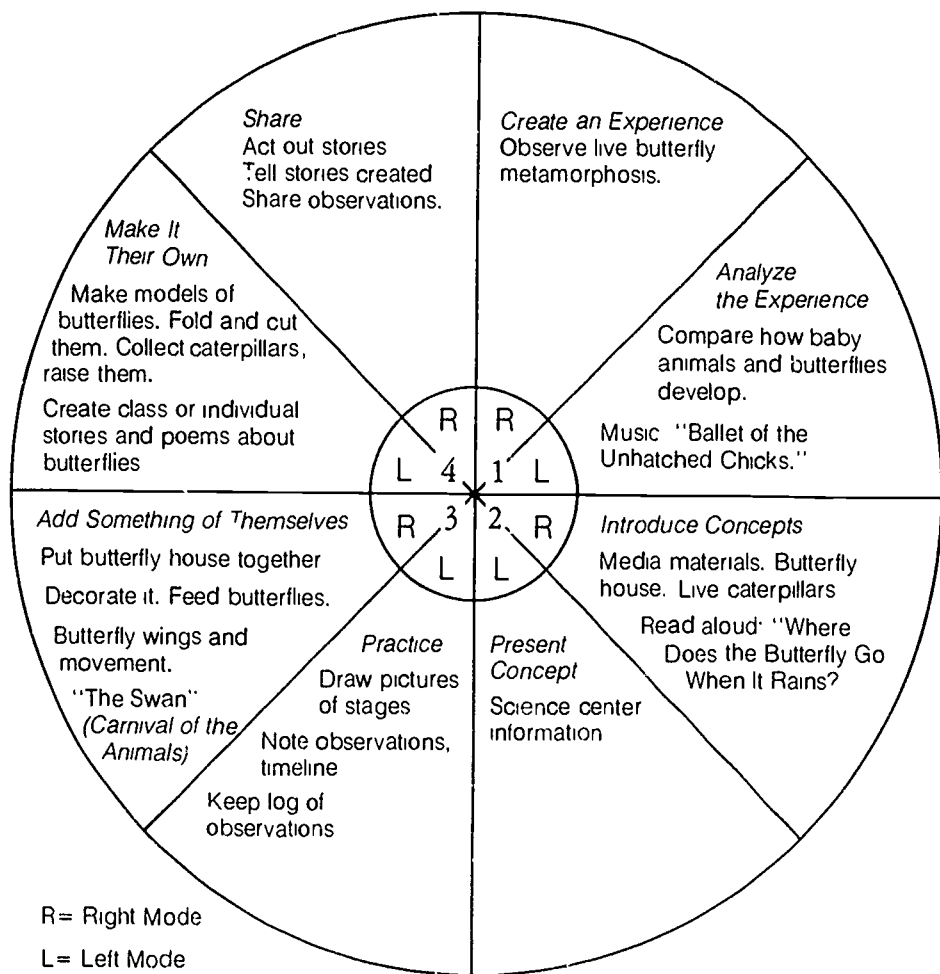 Share
Act out stories
Tell stories created
Share observations.
Create an Experience
Observe live butterfly
metamorphosis.
Analyze
the Experience
Compare how baby
animals and butterflies
develop.
Music "Ballet of the
Unhatched Chicks."
Introduce Concepts
Media materials. Butterfly
house. Live caterpillars
Read aloud· "Where
Does the Butterfly Go
When It Rains?
Present
Concept
Science center
information
Practice
Draw pictures
of stages
Note observations,
timeline
Keep log of
observations
Add Something of Themselves
Put butterfly house together
Decorate it. Feed butterflies.
Butterfly wings and
movement.
"The Swan"
(Carnival of the
Animals)
Make It
Their Own
Make models of
butterflies. Fold and cut
them. Collect caterpillars,
raise them.
Create class or individual
stories and poems about
butterflies
R R
L 4 1 L
R 3 2 R
L L
R= Right Mode
L= Left Mode